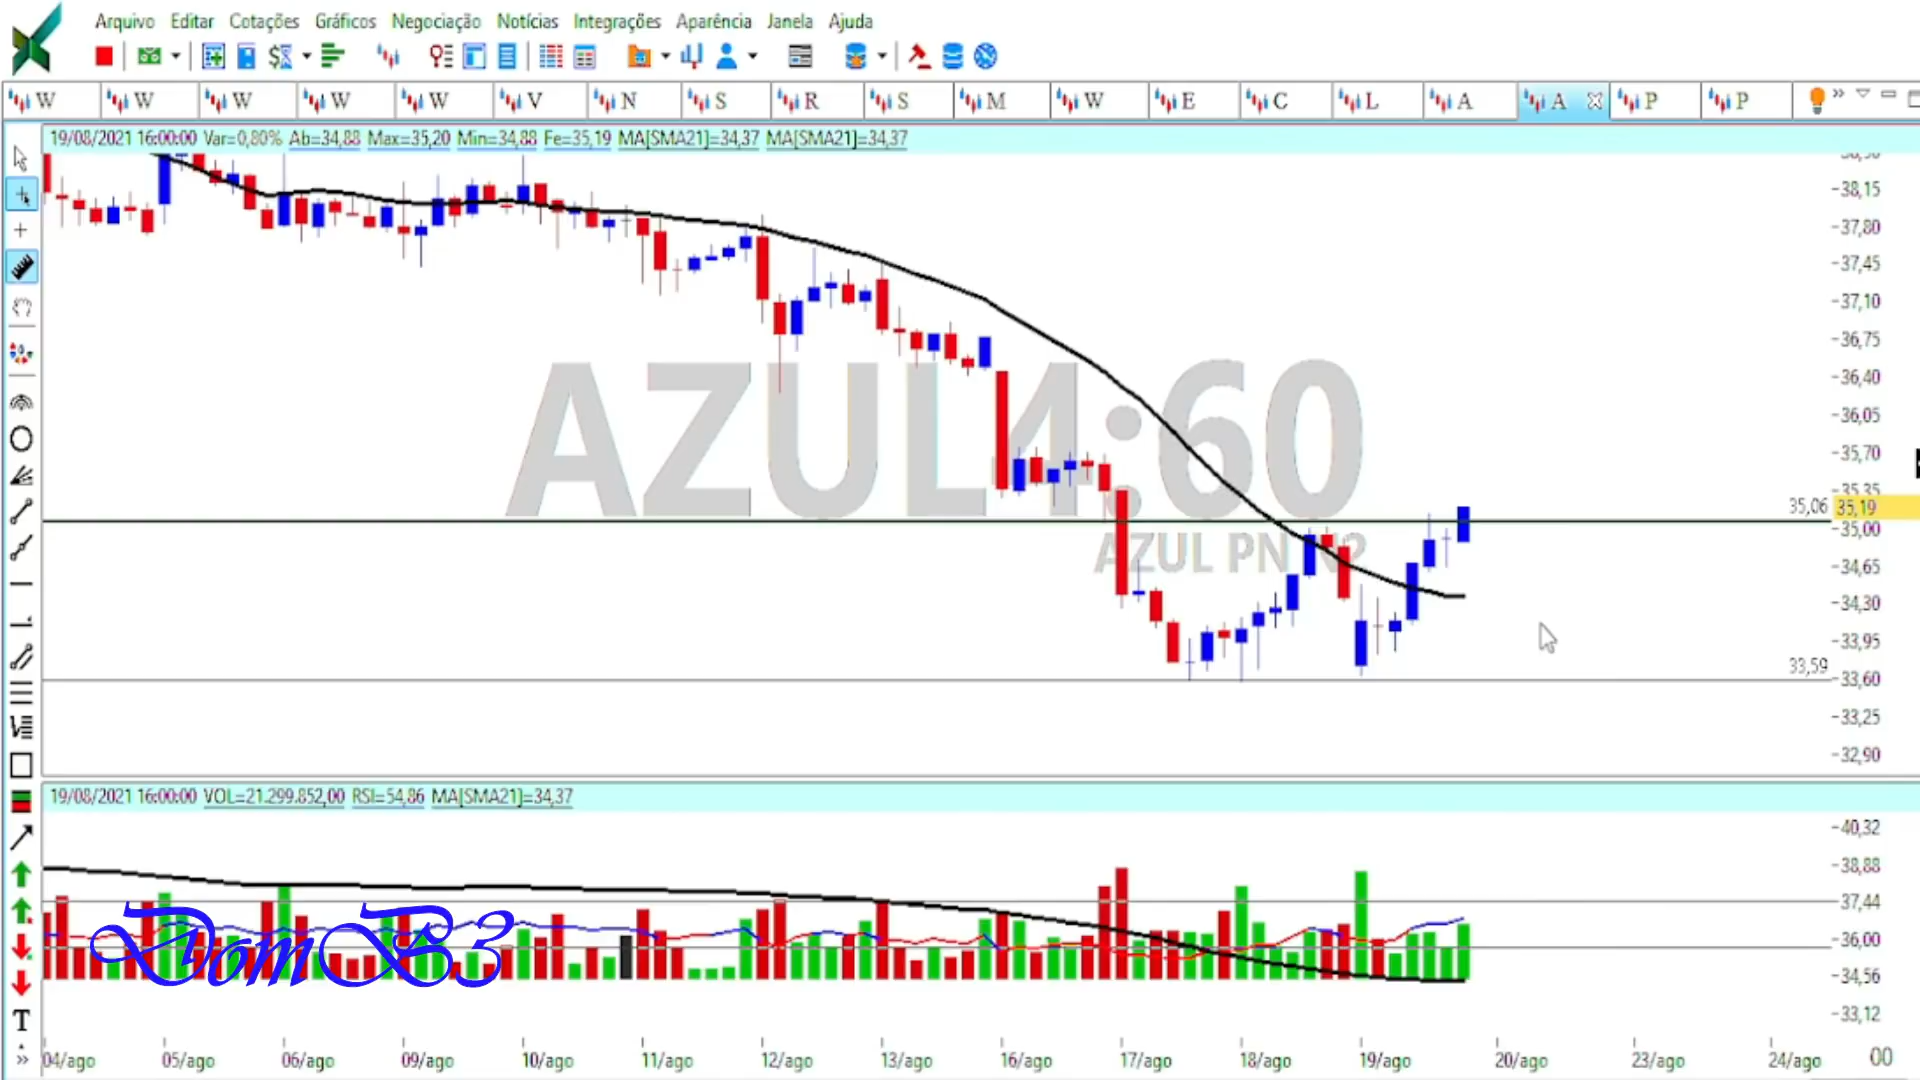 Arquivo Editar Cotações Gráficos Negociação Notícias Integrações Aparência Janela Ajuda
W W W W W V N S R S M W E C L A A P P
19/08/2021 16:00:00 Var=0,80% Ab=34,88 Max=35,20 Min=34,88 Fe=35,19 MA[SMA21]=34,37 MA[SMA21]=34,37
38,15
37,80
37,45
37,10
36,75
36,40
36,05
35,70
35,35
35,06 35,19
35,00
34,65
34,30
33,95
33,59
33,60
33,25
32,90
AZUL4:60
AZUL PN N2
19/08/2021 16:00:00 VOL=21.299.852,00 RSI=54,86 MA[SMA21]=34,37
40,32
38,88
37,44
36,00
34,56
33,12
DomB3
T
04/ago 05/ago 06/ago 09/ago 10/ago 11/ago 12/ago 13/ago 16/ago 17/ago 18/ago 19/ago 20/ago 23/ago 24/ago 00